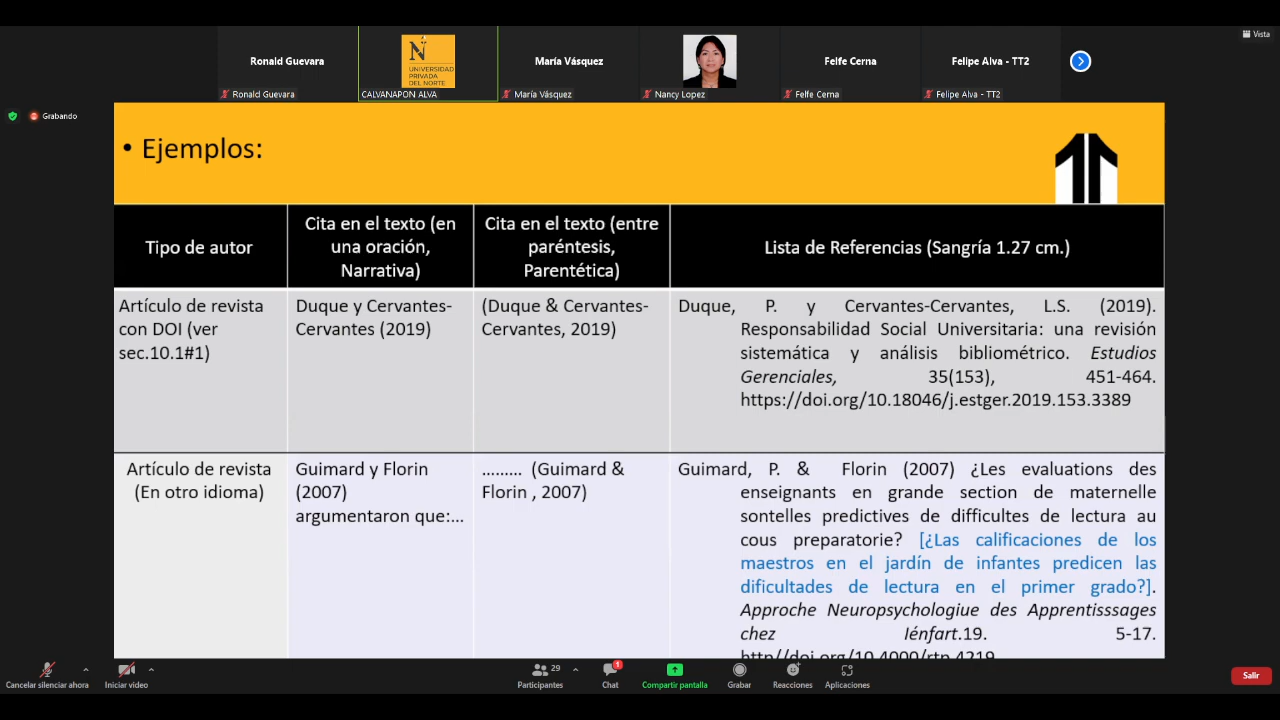 Vista
Ronald Guevara
María Vásquez
Felfe Cerna
Felipe Alva - TT2
N
UNIVERSIDAD
PRIVADA
DEL NORTE
Ronald Guevara
CALVANAPON ALVA
María Vásquez
Nancy Lopez
Felfe Cerna
Felipe Alva - TT2
Grabando
• Ejemplos:
Tipo de autor
Cita en el texto (en
una oración,
Narrativa)
Cita en el texto (entre
paréntesis,
Parentética)
Lista de Referencias (Sangría 1.27 cm.)
Artículo de revista
con DOI (ver
sec.10.1#1)
Duque y Cervantes-
Cervantes (2019)
(Duque & Cervantes-
Cervantes, 2019)
Duque, P. y Cervantes-Cervantes, L.S. (2019).
Responsabilidad Social Universitaria: una revisión
sistemática y análisis bibliométrico. Estudios
Gerenciales, 35(153), 451-464.
https://doi.org/10.18046/j.estger.2019.153.3389
Artículo de revista
(En otro idioma)
Guimard y Florin
(2007)
argumentaron que:...
......... (Guimard &
Florin , 2007)
Guimard, P. & Florin (2007) ¿Les evaluations des
enseignants en grande section de maternelle
sontelles predictives de difficultes de lectura au
cous preparatorie? [¿Las calificaciones de los
maestros en el jardín de infantes predicen las
dificultades de lectura en el primer grado?].
Approche Neuropsychologiue des Apprentisssages
chez Iénfart.19. 5-17.
http//doi.org/10.4000/rtp.4219
Cancelar silenciar ahora
Iniciar video
29
Participantes
1
Chat
Compartir pantalla
Grabar
Reacciones
Aplicaciones
Salir